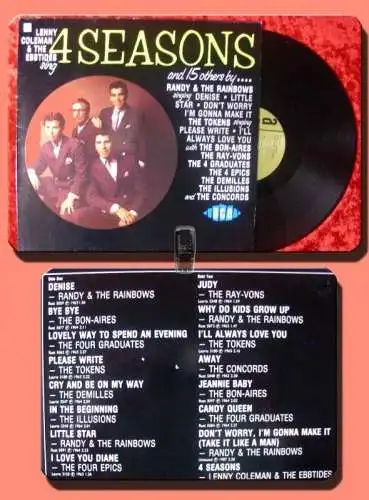 LENNY
COLEMAN
& THE
EBBTIDES
sing
4 SEASONS
and 15 others by....
RANDY & THE RAINBOWS
singing DENISE • LITTLE
STAR • DON'T WORRY
I'M GONNA MAKE IT
THE TOKENS singing
PLEASE WRITE • I'LL
ALWAYS LOVE YOU
with THE BON-AIRES
THE RAY-VONS
THE 4 GRADUATES
THE 4 EPICS
THE DEMILLES
THE ILLUSIONS
and THE CONCORDS
Side One
DENISE
– RANDY & THE RAINBOWS
BYE BYE
– THE BON-AIRES
LOVELY WAY TO SPEND AN EVENING
– THE FOUR GRADUATES
PLEASE WRITE
– THE TOKENS
CRY AND BE ON MY WAY
– THE DEMILLES
IN THE BEGINNING
– THE ILLUSIONS
LITTLE STAR
– RANDY & THE RAINBOWS
I LOVE YOU DIANE
– THE FOUR EPICS
Side Two
JUDY
– THE RAY-VONS
WHY DO KIDS GROW UP
– RANDY & THE RAINBOWS
I'LL ALWAYS LOVE YOU
– THE TOKENS
AWAY
– THE CONCORDS
JEANNIE BABY
– THE BON-AIRES
CANDY QUEEN
– THE FOUR GRADUATES
DON'T WORRY, I'M GONNA MAKE IT
(TAKE IT LIKE A MAN)
– RANDY & THE RAINBOWS
4 SEASONS
– LENNY COLEMAN & THE EBBTIDES